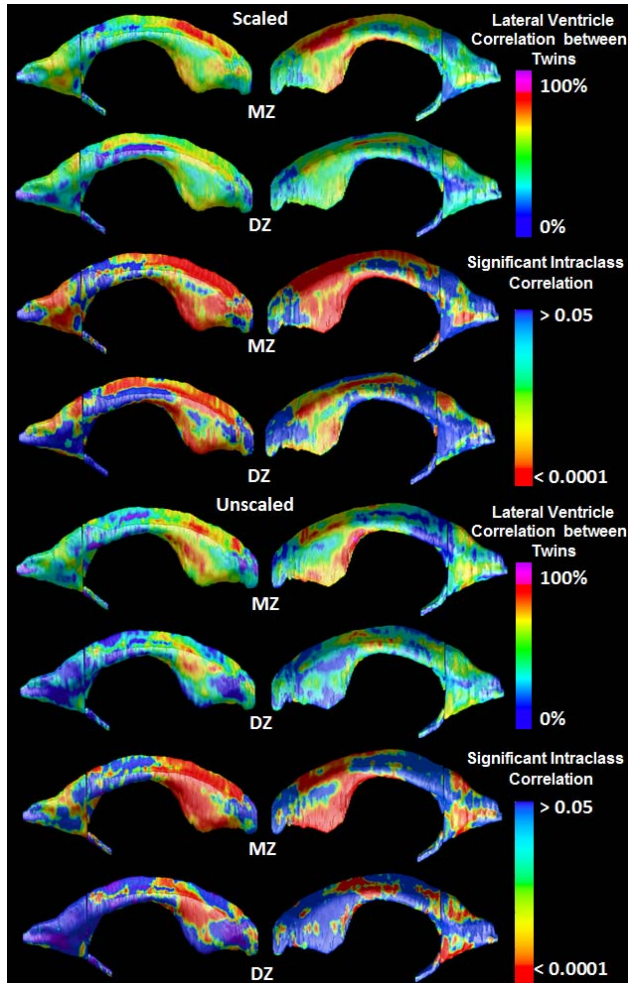 Scaled
Lateral Ventricle
Correlation between
Twins
100%
MZ
DZ
0%
Significant Intraclass
Correlation
> 0.05
MZ
DZ
< 0.0001
Unscaled
Lateral Ventricle
Correlation between
Twins
100%
MZ
DZ
0%
Significant Intraclass
Correlation
> 0.05
MZ
DZ
< 0.0001